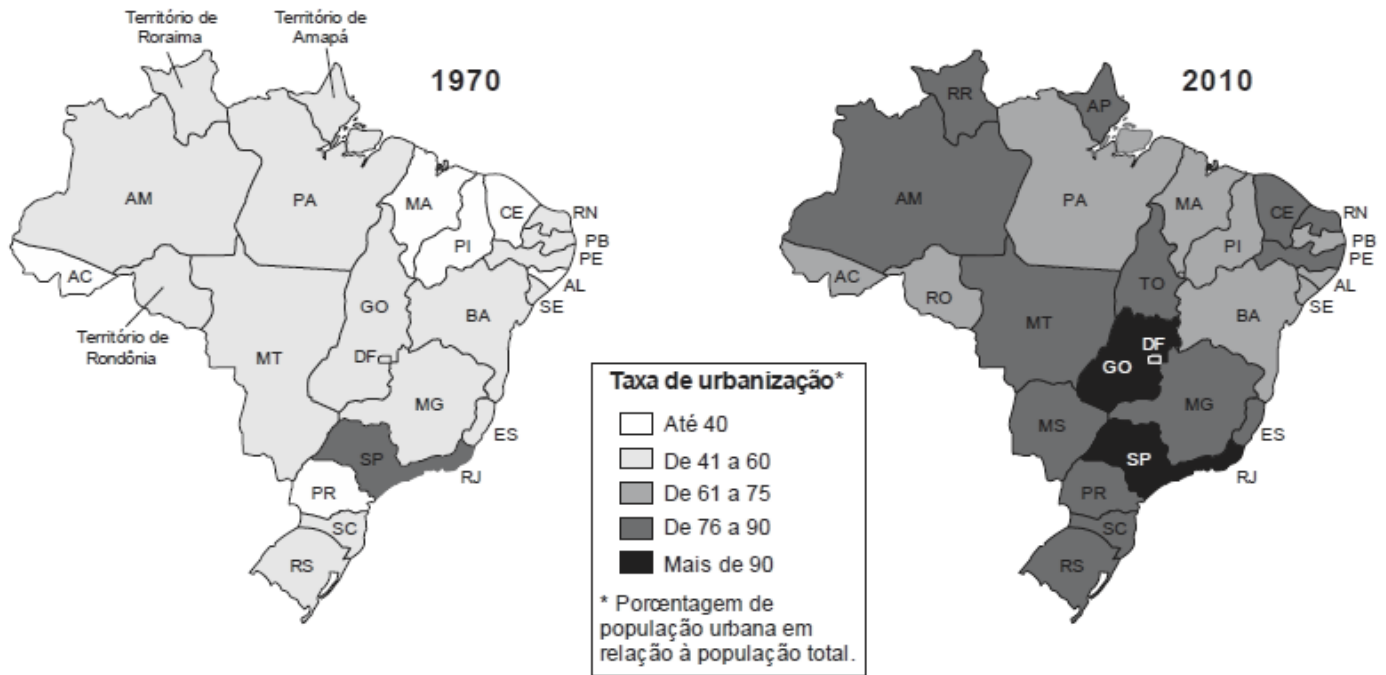 Território de
Roraima
Território de
Amapá
1970
AM
PA
MA
CE
RN
PB
PE
AL
SE
PI
AC
Território de
Rondônia
GO
BA
MT
DF
MG
ES
SP
RJ
PR
SC
RS
Taxa de urbanização*
Até 40
De 41 a 60
De 61 a 75
De 76 a 90
Mais de 90
* Porcentagem de
população urbana em
relação à população total.
2010
RR
AP
AM
PA
MA
CE
RN
PB
PE
AL
SE
PI
AC
RO
TO
BA
MT
DF
GO
MG
ES
MS
SP
RJ
PR
SC
RS